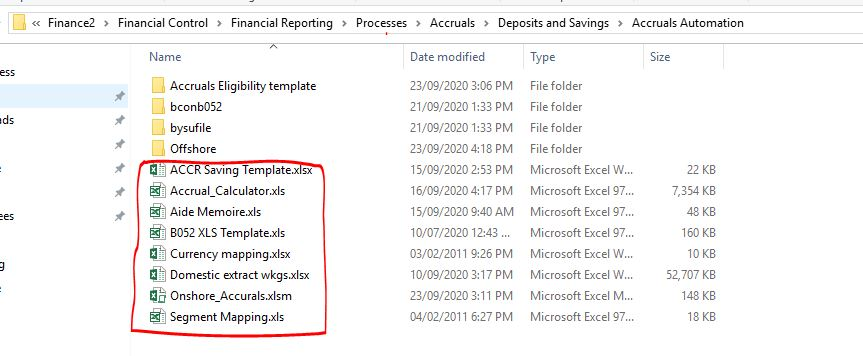 « Finance2 > Financial Control > Financial Reporting > Processes > Accruals > Deposits and Savings > Accruals Automation
Name Date modified Type Size
Accruals Eligibility template 23/09/2020 3:06 PM File folder
bconb052 21/09/2020 1:33 PM File folder
bysufile 21/09/2020 1:33 PM File folder
Offshore 23/09/2020 4:18 PM File folder
ACCR Saving Template.xlsx 15/09/2020 2:53 PM Microsoft Excel W... 22 KB
Accrual_Calculator.xls 16/09/2020 4:17 PM Microsoft Excel 97... 7,354 KB
Aide Memoire.xls 15/09/2020 9:40 AM Microsoft Excel 97... 48 KB
B052 XLS Template.xls 10/07/2020 12:43 ... Microsoft Excel 97... 160 KB
Currency mapping.xlsx 03/02/2011 9:26 PM Microsoft Excel W... 10 KB
Domestic extract wkgs.xlsx 10/09/2020 3:17 PM Microsoft Excel W... 52,707 KB
Onshore_Accurals.xlsm 23/09/2020 3:11 PM Microsoft Excel M... 148 KB
Segment Mapping.xls 04/02/2011 6:27 PM Microsoft Excel 97... 18 KB
ess
nds
ees
ng
e